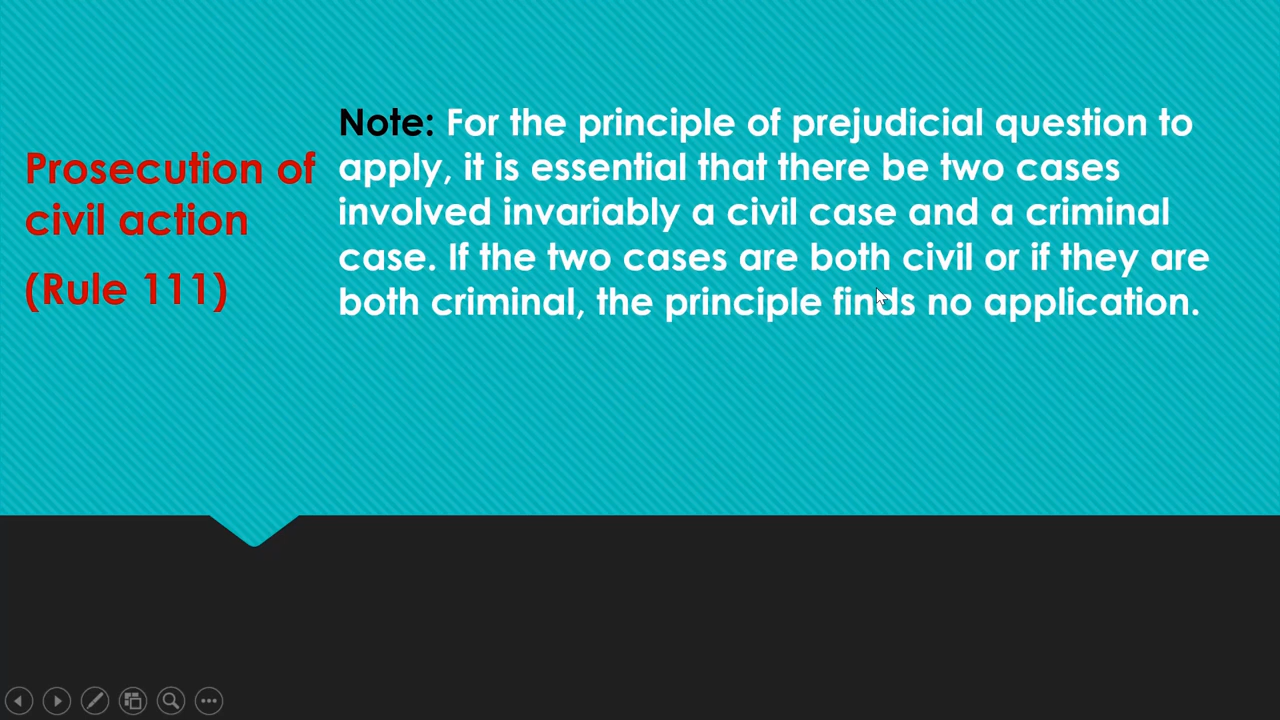 Prosecution of
civil action
(Rule 111)
Note: For the principle of prejudicial question to
apply, it is essential that there be two cases
involved invariably a civil case and a criminal
case. If the two cases are both civil or if they are
both criminal, the principle finds no application.